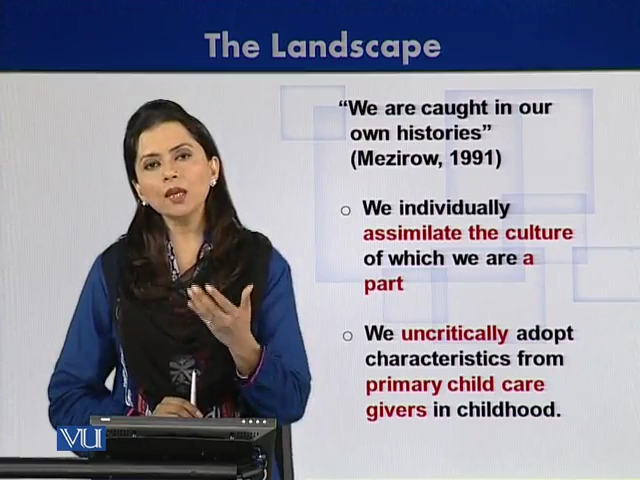 The Landscape
“We are caught in our
own histories”
(Mezirow, 1991)
○ We individually
assimilate the culture
of which we are a
part
○ We uncritically adopt
characteristics from
primary child care
givers in childhood.
VU